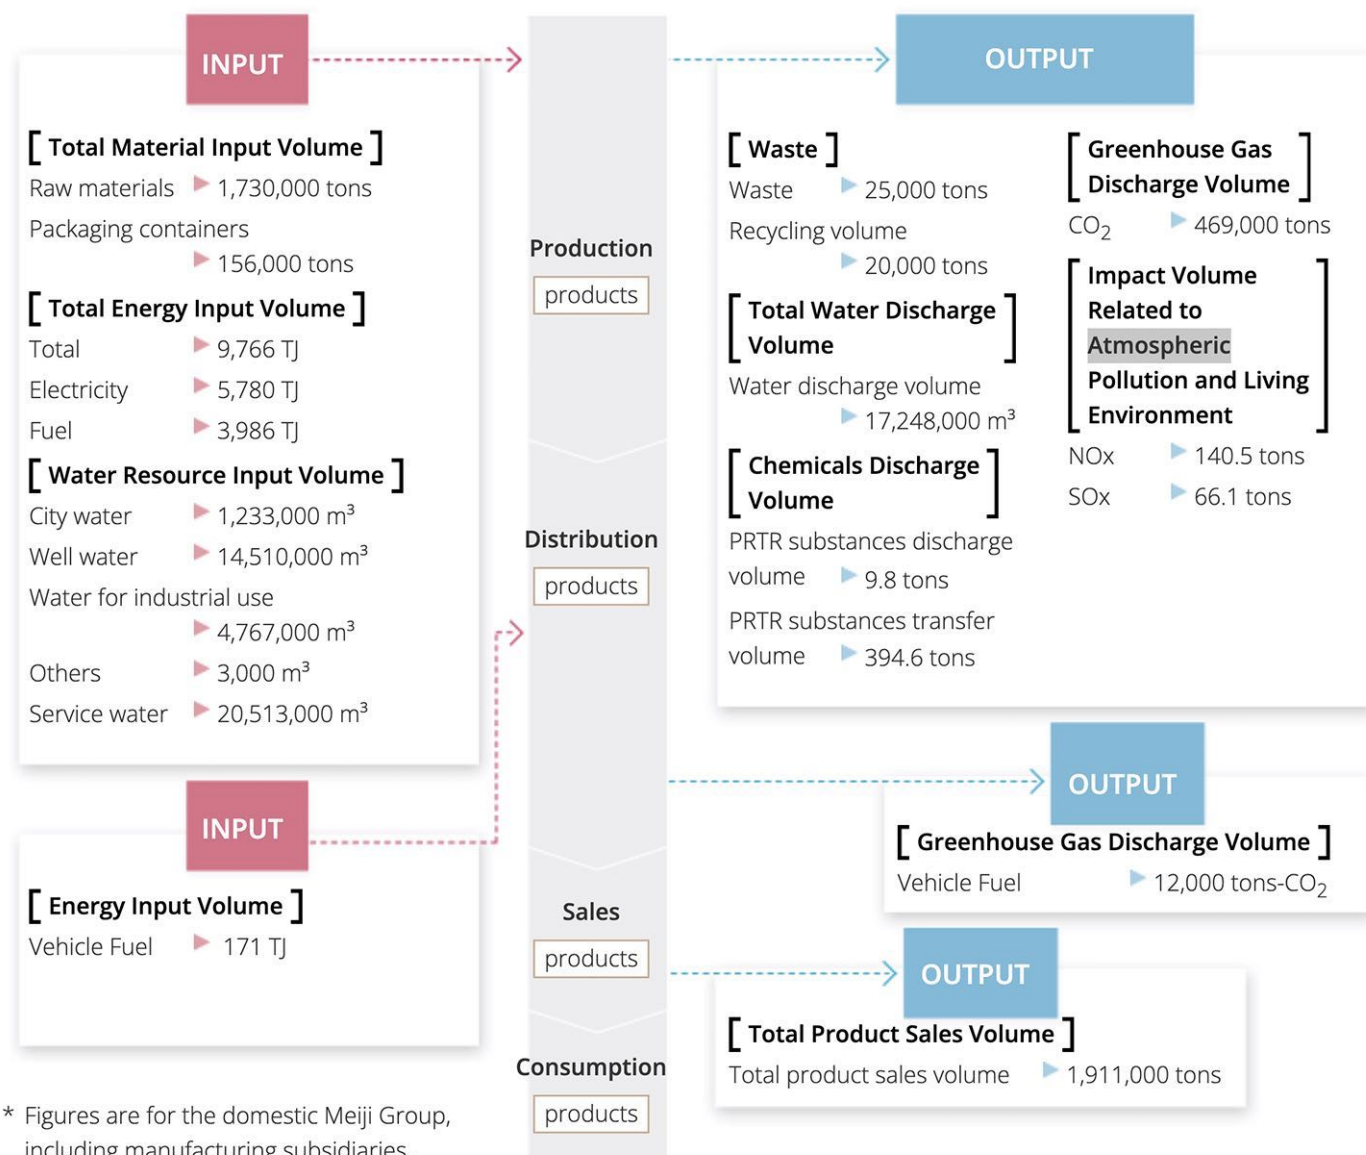 INPUT
[ Total Material Input Volume ]
Raw materials ▶ 1,730,000 tons
Packaging containers
▶ 156,000 tons
[ Total Energy Input Volume ]
Total ▶ 9,766 TJ
Electricity ▶ 5,780 TJ
Fuel ▶ 3,986 TJ
[ Water Resource Input Volume ]
City water ▶ 1,233,000 m³
Well water ▶ 14,510,000 m³
Water for industrial use
▶ 4,767,000 m³
Others ▶ 3,000 m³
Service water ▶ 20,513,000 m³
INPUT
[ Energy Input Volume ]
Vehicle Fuel ▶ 171 TJ
Production
products
Distribution
products
Sales
products
Consumption
products
OUTPUT
[ Waste ]
Waste ▶ 25,000 tons
Recycling volume
▶ 20,000 tons
[ Total Water Discharge
Volume ]
Water discharge volume
▶ 17,248,000 m³
[ Chemicals Discharge
Volume ]
PRTR substances discharge
volume ▶ 9.8 tons
PRTR substances transfer
volume ▶ 394.6 tons
[ Greenhouse Gas
Discharge Volume ]
CO₂ ▶ 469,000 tons
[ Impact Volume
Related to
Atmospheric
Pollution and Living
Environment ]
NOx ▶ 140.5 tons
SOx ▶ 66.1 tons
OUTPUT
[ Greenhouse Gas Discharge Volume ]
Vehicle Fuel ▶ 12,000 tons-CO₂
OUTPUT
[ Total Product Sales Volume ]
Total product sales volume ▶ 1,911,000 tons
* Figures are for the domestic Meiji Group,
including manufacturing subsidiaries